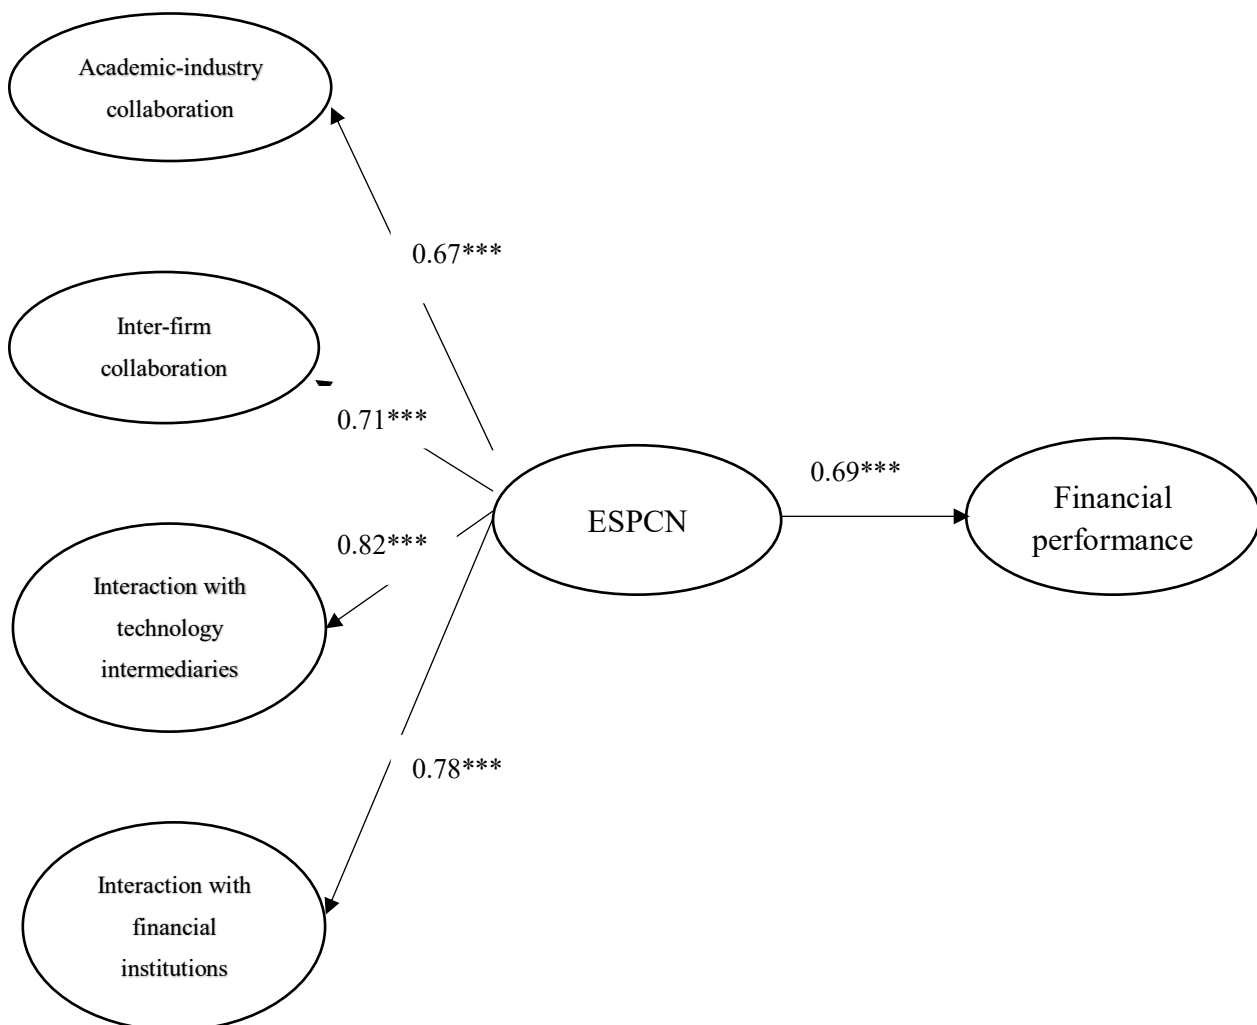 Academic-industry
collaboration
0.67***
Inter-firm
collaboration
0.71***
0.69***
Financial
performance
ESPCN
0.82***
Interaction with
technology
intermediaries
0.78***
Interaction with
financial
institutions